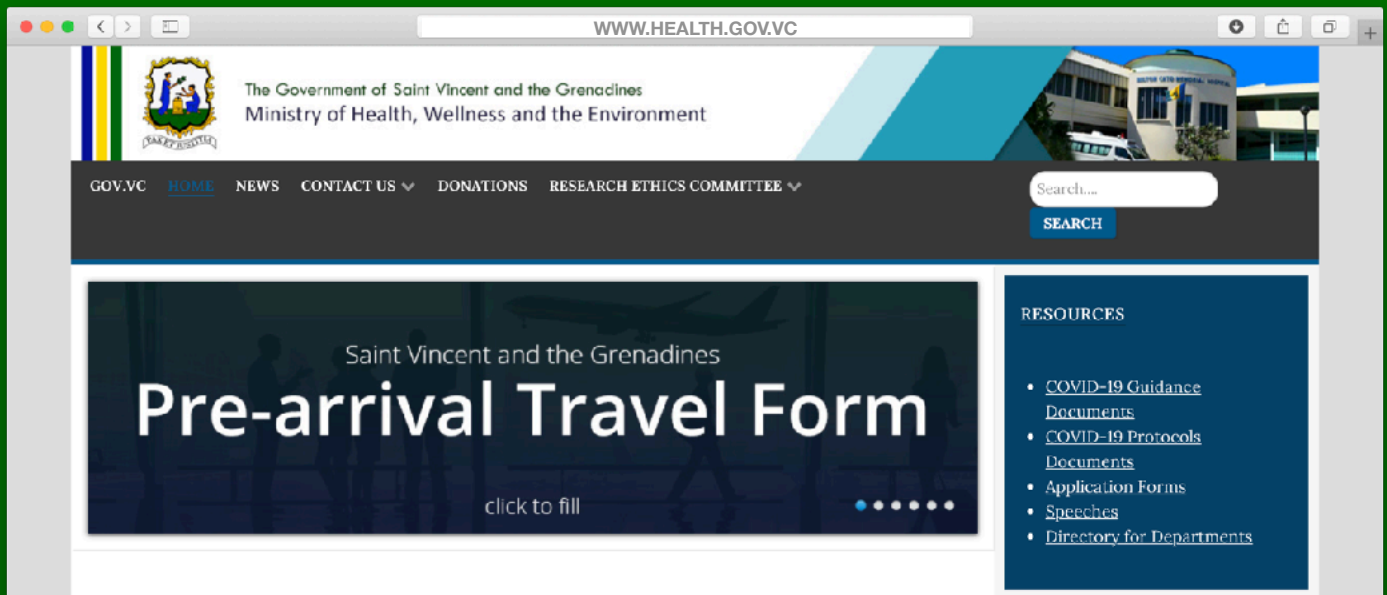 WWW.HEALTH.GOV.VC
The Government of Saint Vincent and the Grenadines
Ministry of Health, Wellness and the Environment
GOV.VC HOME NEWS CONTACT US DONATIONS RESEARCH ETHICS COMMITTEE
Search....
SEARCH
Saint Vincent and the Grenadines
Pre-arrival Travel Form
click to fill
RESOURCES
COVID-19 Guidance
Documents
COVID-19 Protocols
Documents
Application Forms
Speeches
Directory for Departments